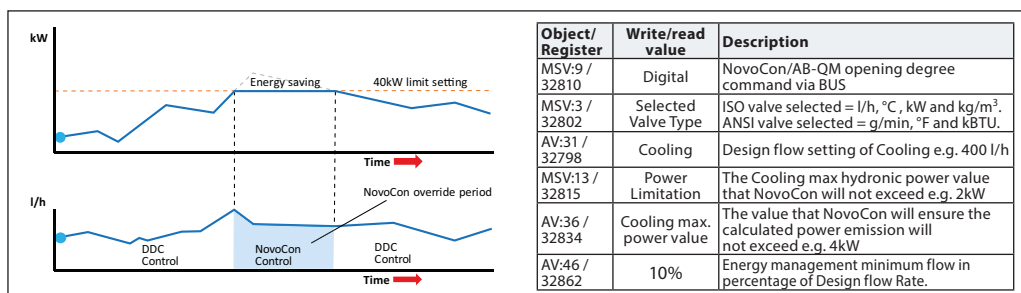 kW
Energy saving
40kW limit setting
Time
l/h
NovoCon override period
DDC
Control
NovoCon
Control
DDC
Control
Time
Object/
Register
Write/read
value
Description
MSV:9 /
32810
Digital
NovoCon/AB-QM opening degree
command via BUS
MSV:3 /
32802
Selected
Valve Type
ISO valve selected = l/h, °C , kW and kg/m³.
ANSI valve selected = g/min, °F and kBTU.
AV:31 /
32798
Cooling
Design flow setting of Cooling e.g. 400 l/h
MSV:13 /
32815
Power
Limitation
The Cooling max hydronic power value
that NovoCon will not exceed e.g. 2kW
AV:36 /
32834
Cooling max.
power value
The value that NovoCon will ensure the
calculated power emission will
not exceed e.g. 4kW
AV:46 /
32862
10%
Energy management minimum flow in
percentage of Design flow Rate.